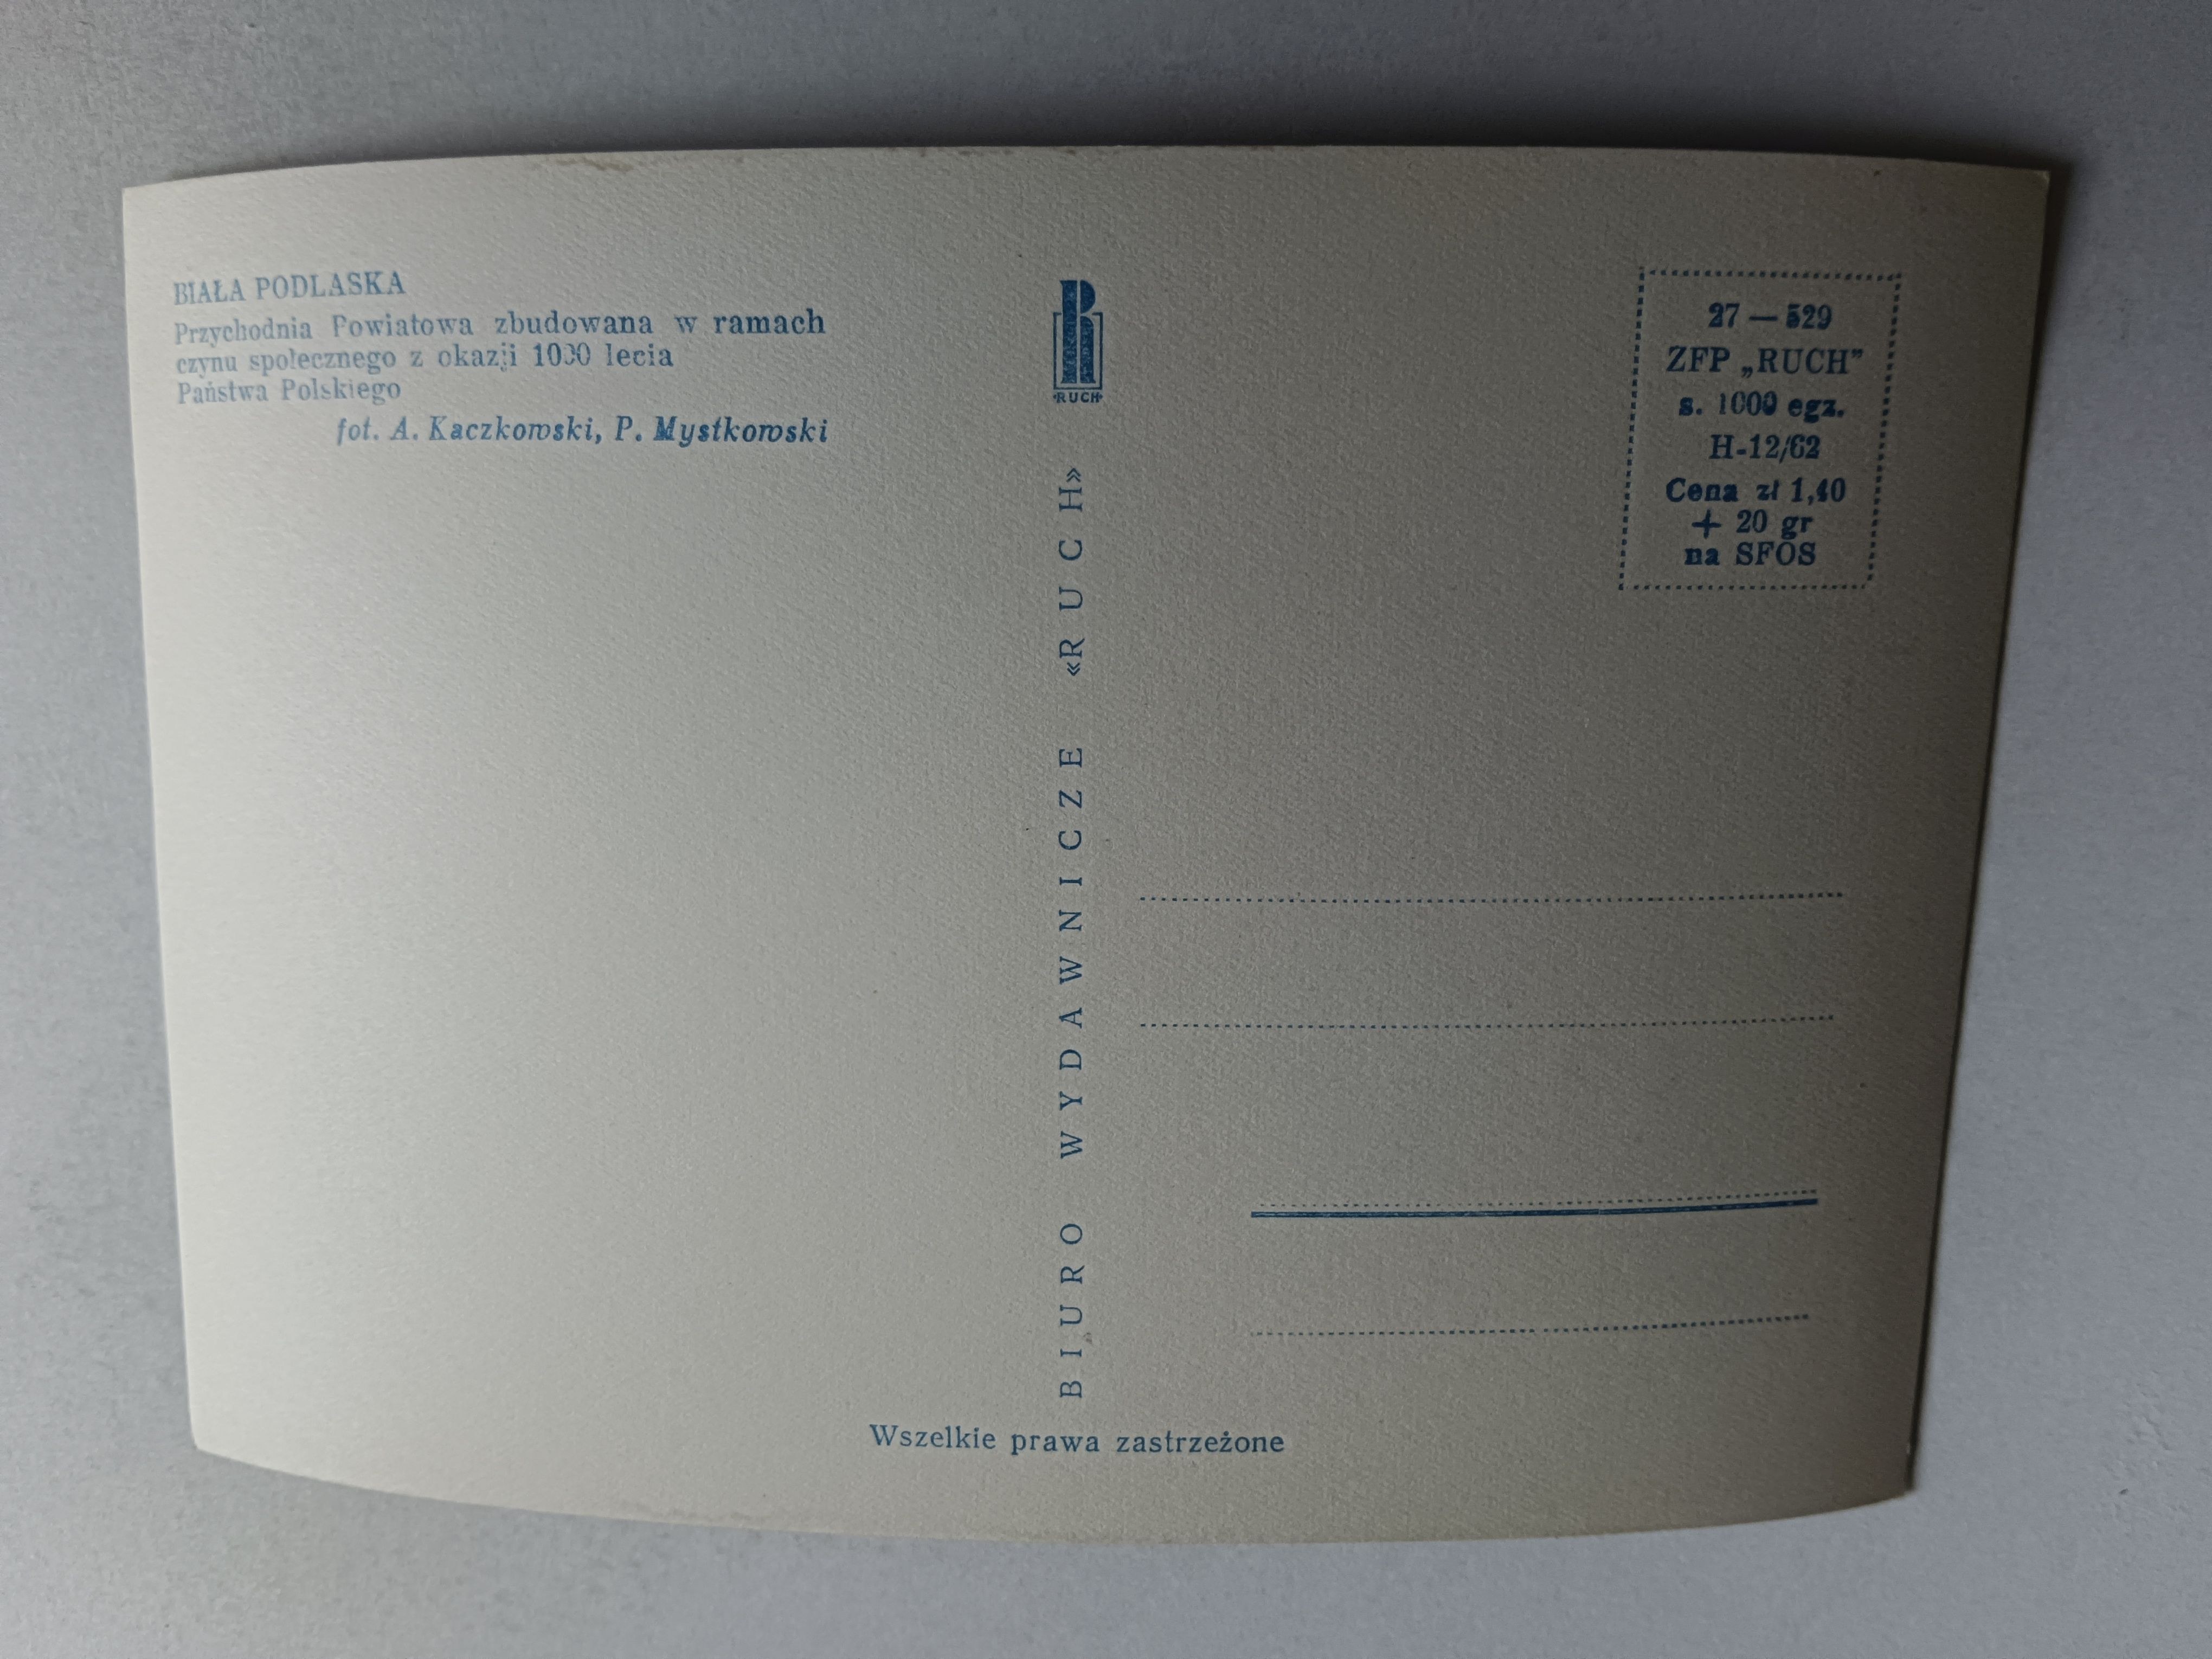 BIAŁA PODLASKA
Przychodnia Powiatowa zbudowana w ramach
czynu społecznego z okazji 1000 lecia
Państwa Polskiego
fot. A. Kaczkowski, P. Mystkowski
RUCH
BIURO WYDAWNICZE «RUCH»
27 — 529
ZFP „RUCH”
s. 1000 egz.
H-12/62
Cena zł 1,40
+ 20 gr
na SFOS
Wszelkie prawa zastrzeżone